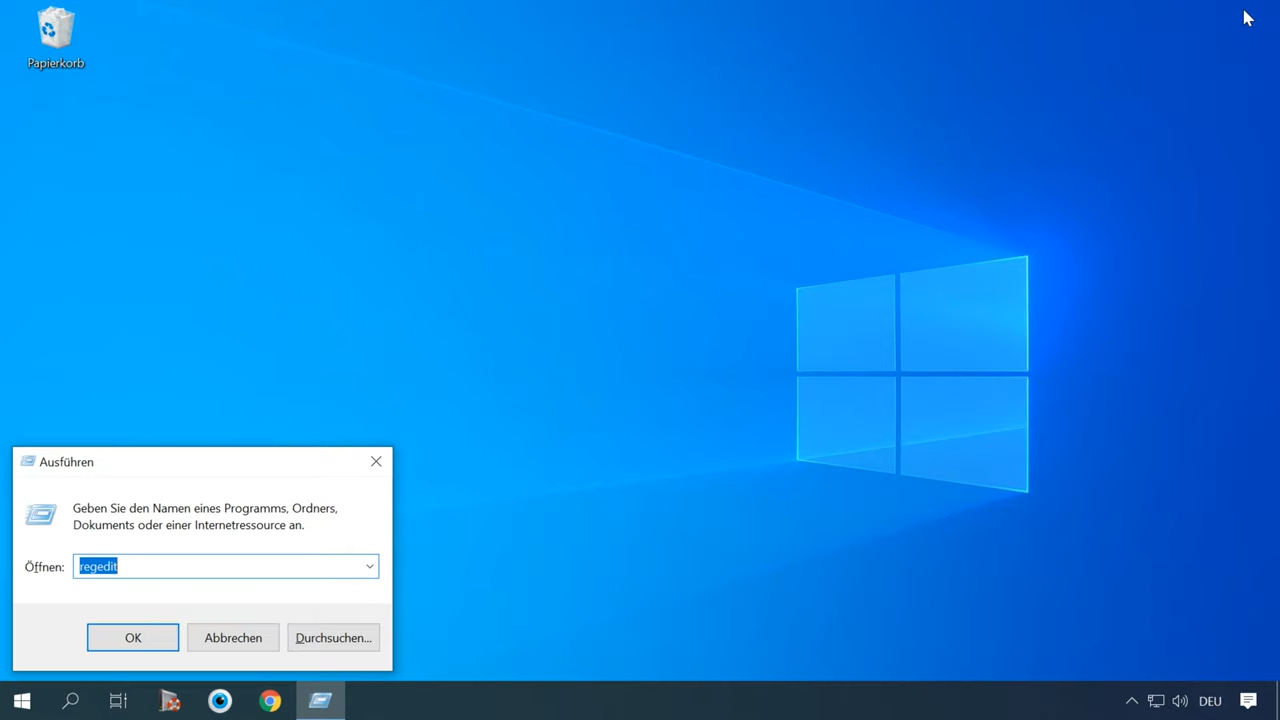 Papierkorb
Ausführen
Geben Sie den Namen eines Programms, Ordners,
Dokuments oder einer Internetressource an.
Öffnen:
regedit
OK
Abbrechen
Durchsuchen...
DEU